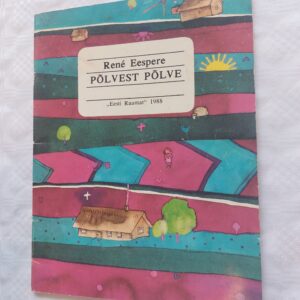 René Eespere
PÕLVEST PÕLVE
„Eesti Raamat” 1988